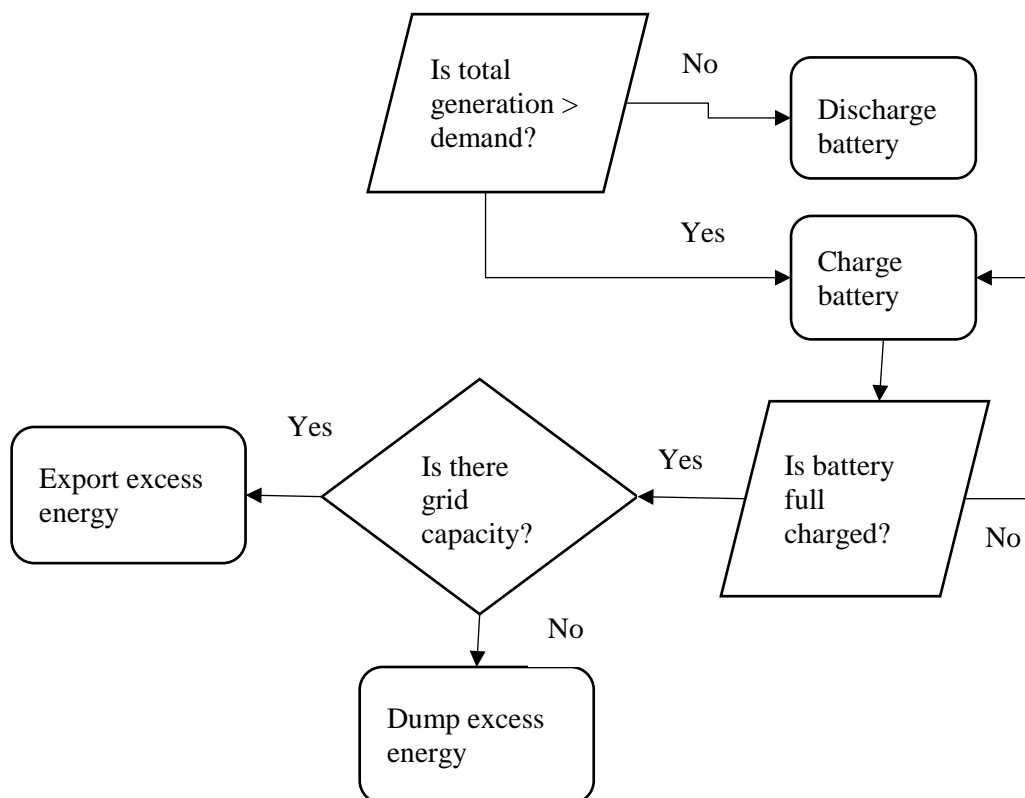 Is total
generation >
demand?
No
Discharge
battery
Yes
Charge
battery
Is battery
full
charged?
No
Yes
Is there
grid
capacity?
Yes
Export excess
energy
No
Dump excess
energy